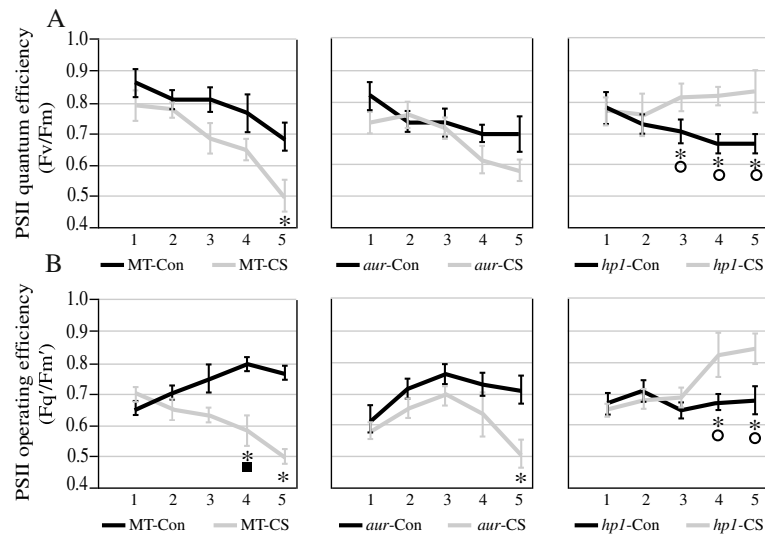 A
PSII quantum efficiency
(Fv/Fm)
1.0
0.9
0.8
0.7
0.6
0.5
0.4
*
1 2 3 4 5
MT-Con MT-CS
1 2 3 4 5
aur-Con aur-CS
* * *
1 2 3 4 5
hp1-Con hp1-CS
B
PSII operating efficiency
(Fq'/Fm')
1.0
0.9
0.8
0.7
0.6
0.5
0.4
* *
1 2 3 4 5
MT-Con MT-CS
*
1 2 3 4 5
aur-Con aur-CS
* *
1 2 3 4 5
hp1-Con hp1-CS